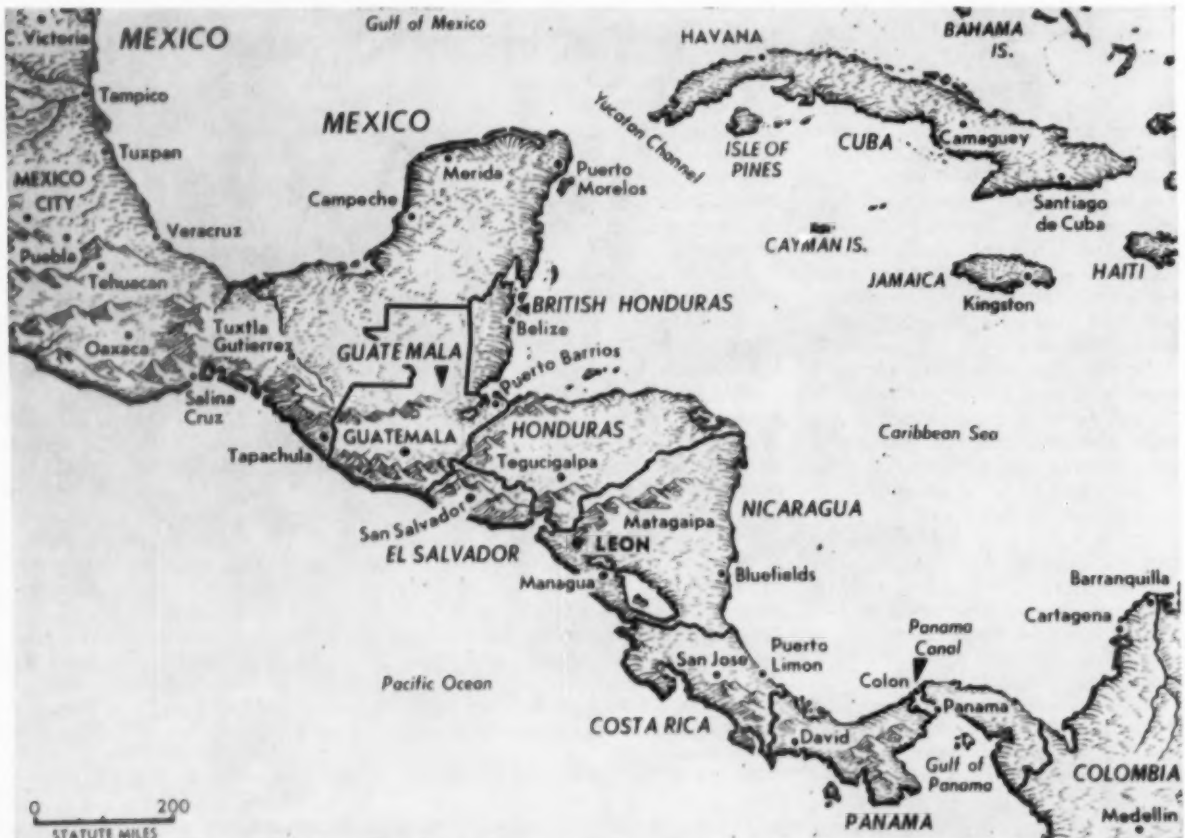 C. Victoria
MEXICO
Gulf of Mexico
HAVANA
BAHAMA
IS.
Tampico
MEXICO
Yucatan Channel
Tuxpan
Merida
Puerto
Morelos
ISLE OF
PINES
CUBA
Camaguey
MEXICO
CITY
Campeche
Santiago
de Cuba
Veracruz
Puebla
Tehuacan
CAYMAN IS.
JAMAICA
Kingston
HAITI
BRITISH HONDURAS
Belize
Tuxtla
Gutierrez
Oaxaca
GUATEMALA
Puerto Barrios
Salina
Cruz
HONDURAS
Caribbean Sea
GUATEMALA
Tapachula
Tegucigalpa
San Salvador
EL SALVADOR
NICARAGUA
Matagaipa
LEON
Managua
Bluefields
Barranquilla
Cartagena
Panama
Canal
Puerto
Limon
San Jose
Colon
Pacific Ocean
Panama
COSTA RICA
David
Gulf of
Panama
COLOMBIA
Medellin
PANAMA
0 200
STATUTE MILES